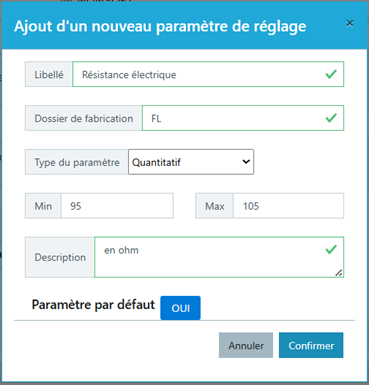 Ajout d'un nouveau paramètre de réglage ×
Libellé Résistance électrique
Dossier de fabrication FL
Type du paramètre Quantitatif
Min 95 Max 105
Description en ohm
Paramètre par défaut OUI
Annuler Confirmer